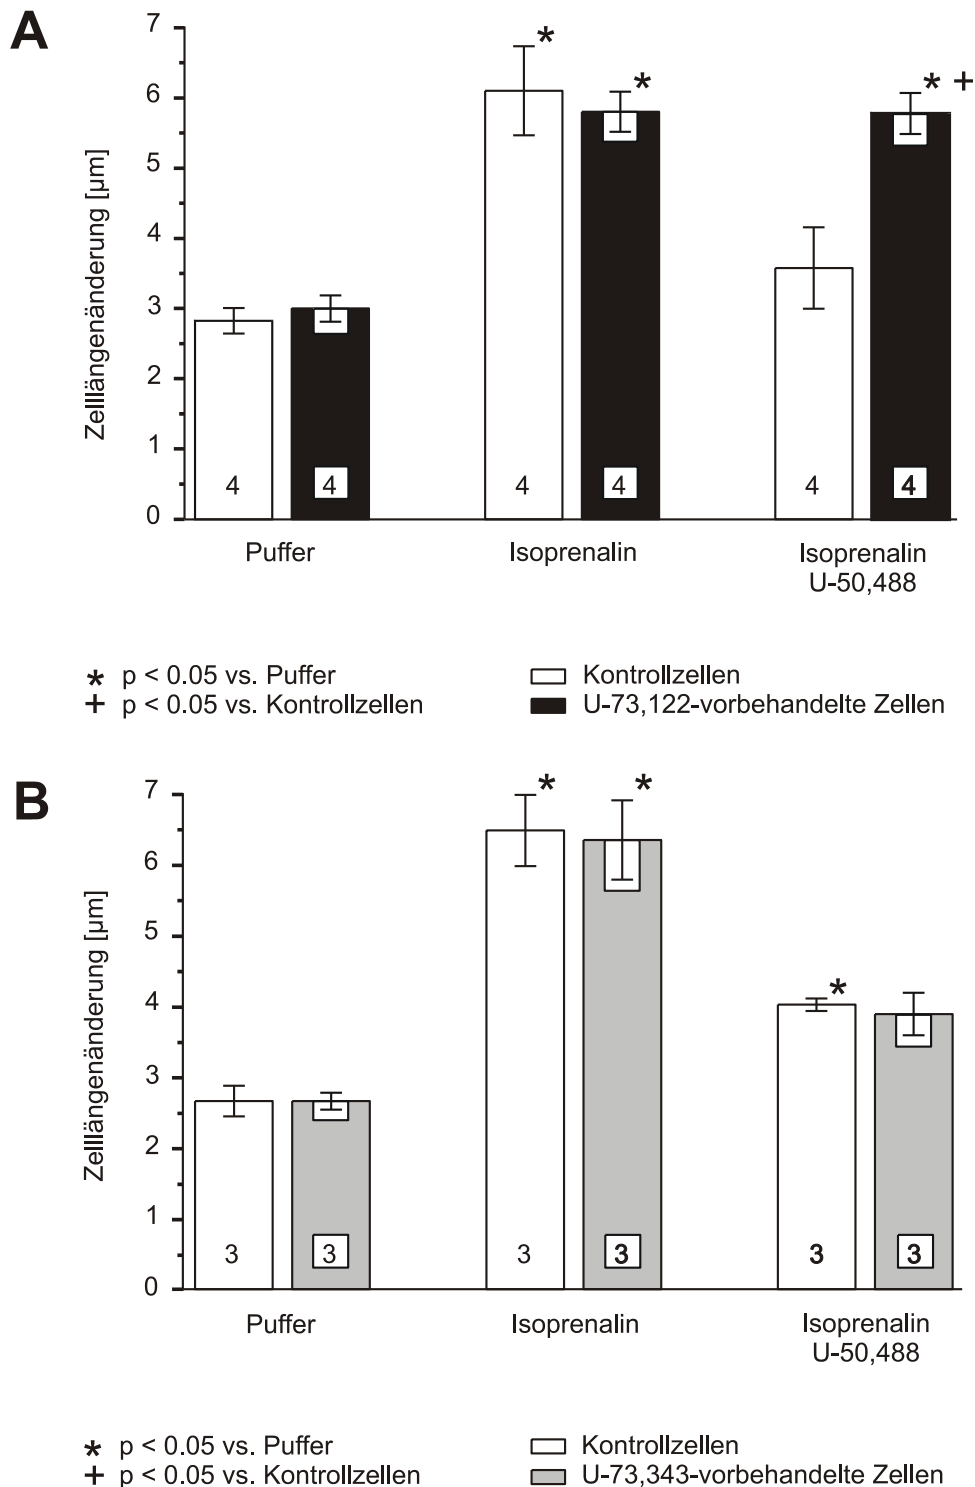 A
Zelllängenänderung [µm]
7
6
5
4
3
2
1
0
*
*
* +
4
4
4
4
4
4
Puffer
Isoprenalin
Isoprenalin
U-50,488
* p < 0.05 vs. Puffer
+ p < 0.05 vs. Kontrollzellen
Kontrollzellen
U-73,122-vorbehandelte Zellen
B
Zelllängenänderung [µm]
7
6
5
4
3
2
1
0
*
*
*
3
3
3
3
3
3
Puffer
Isoprenalin
Isoprenalin
U-50,488
* p < 0.05 vs. Puffer
+ p < 0.05 vs. Kontrollzellen
Kontrollzellen
U-73,343-vorbehandelte Zellen